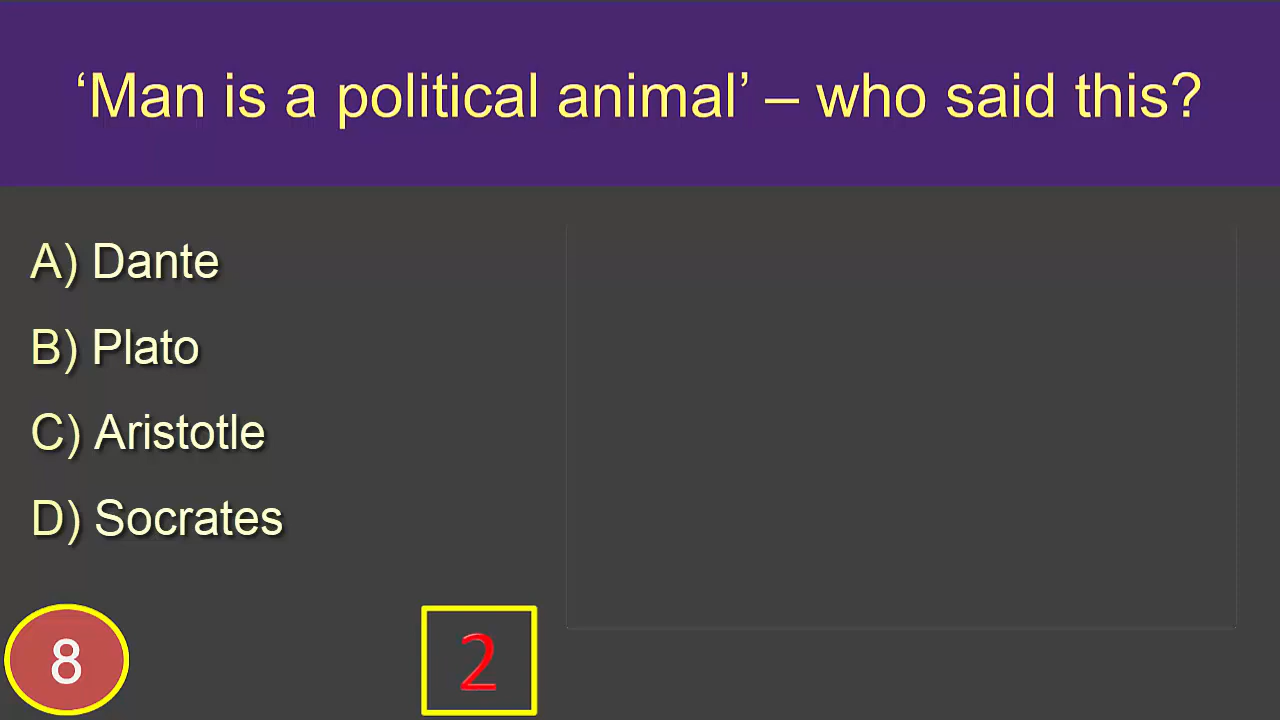 ‘Man is a political animal’ – who said this?
A) Dante
B) Plato
C) Aristotle
D) Socrates
8
2